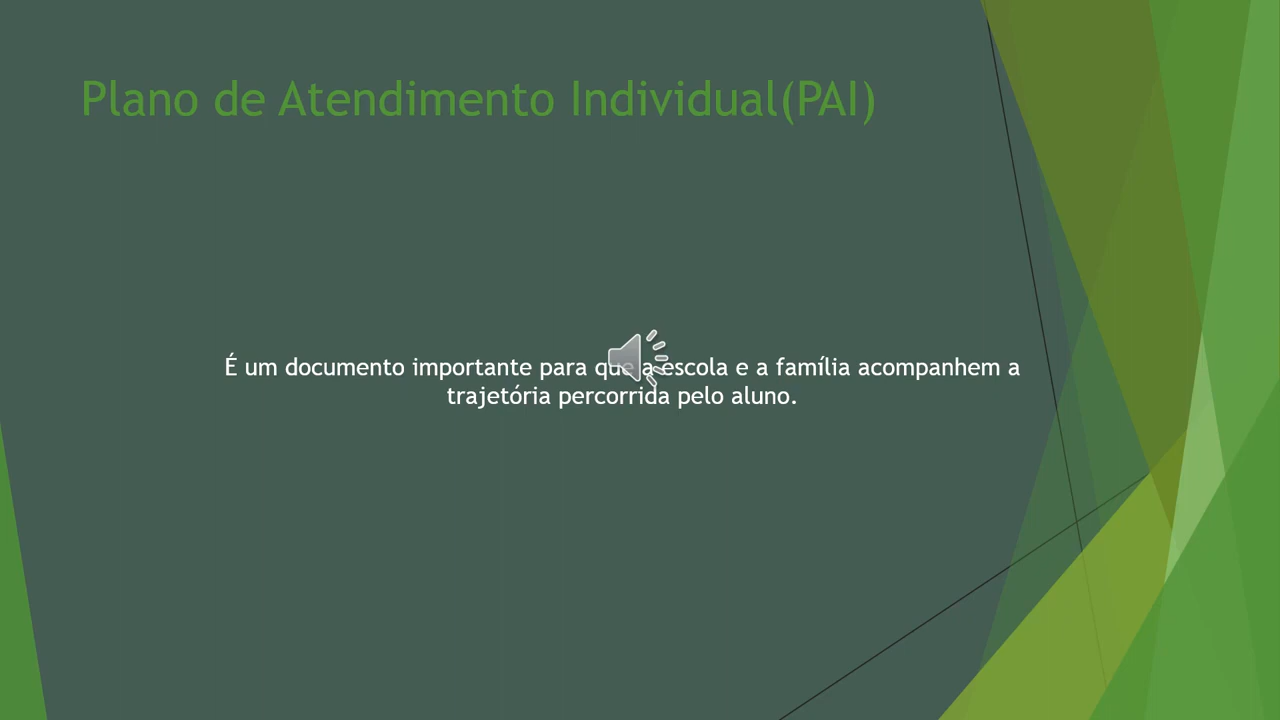 Plano de Atendimento Individual(PAI)
É um documento importante para que a escola e a família acompanhem a
trajetória percorrida pelo aluno.